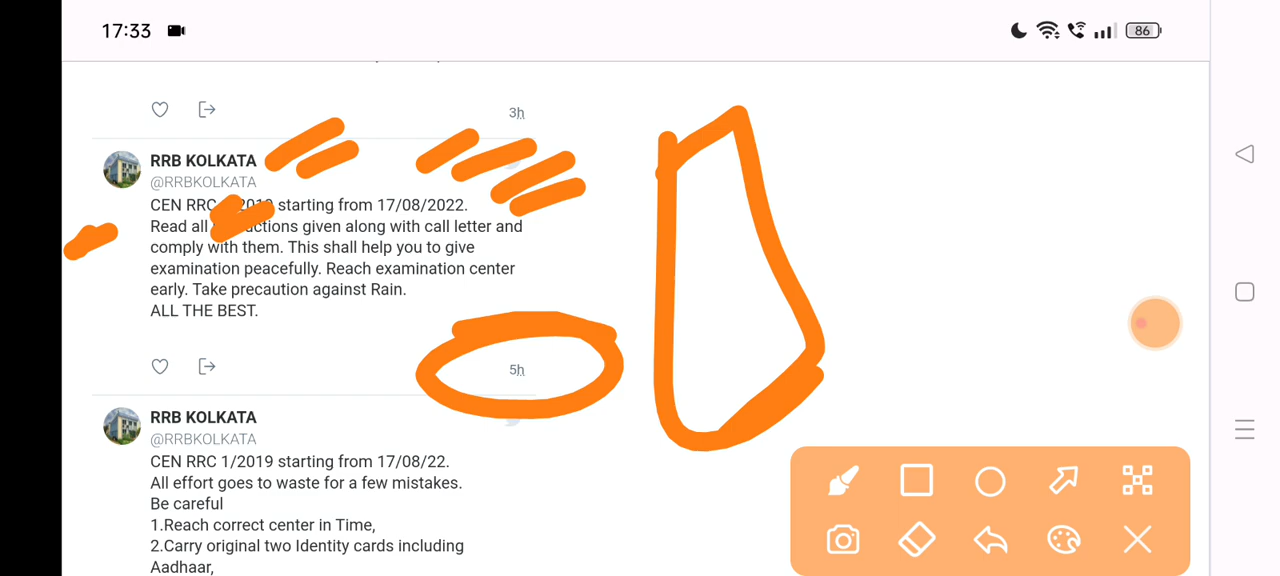 17:33
86
3h
RRB KOLKATA
@RRBKOLKATA
CEN RRC 1/2019 starting from 17/08/2022.
Read all given along with call letter and
comply with them. This shall help you to give
examination peacefully. Reach examination center
early. Take precaution against Rain.
ALL THE BEST.
5h
RRB KOLKATA
@RRBKOLKATA
CEN RRC 1/2019 starting from 17/08/22.
All effort goes to waste for a few mistakes.
Be careful
1.Reach correct center in Time,
2.Carry original two Identity cards including
Aadhaar,